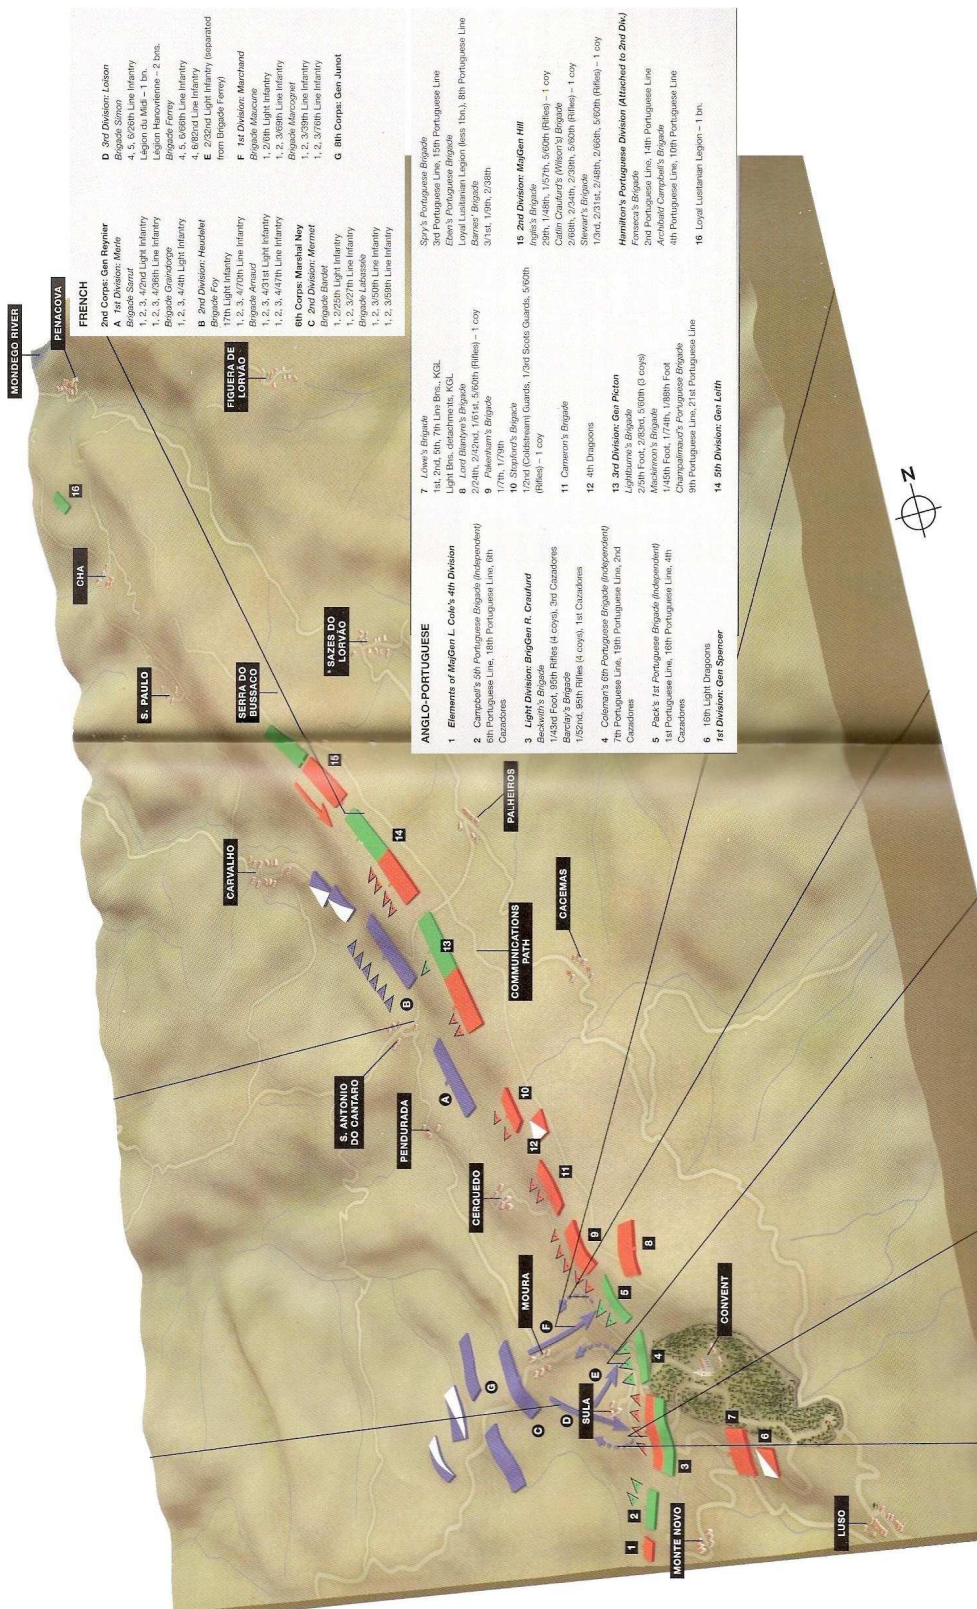 FRENCH
2nd Corps: Gen Reynier
A 1st Division: Merle
Brigade Sarrut
1, 2, 3, 4/2nd Light Infantry
1, 2, 3, 4/36th Line Infantry
Brigade Graindorge
1, 2, 3, 4/4th Light Infantry
B 2nd Division: Heudelet
Brigade Foy
17th Light Infantry
1, 2, 3, 4/70th Line Infantry
Brigade Arnaud
1, 2, 3, 4/31st Light Infantry
1, 2, 3, 4/47th Line Infantry
6th Corps: Marshal Ney
C 2nd Division: Mermet
Brigade Bardet
1, 2/25th Light Infantry
1, 2, 3/27th Line Infantry
Brigade Labassée
1, 2, 3/50th Line Infantry
1, 2, 3/59th Line Infantry
D 3rd Division: Loison
Brigade Simon
4, 5, 6/26th Line Infantry
Légion du Midi – 1 bn.
Légion Hanovrienne – 2 bns.
Brigade Ferrey
4, 5, 6/66th Line Infantry
4, 6/82nd Line Infantry
E 2/32nd Light Infantry (separated
from Brigade Ferrey)
F 1st Division: Marchand
Brigade Maucune
1, 2/6th Light Infantry
1, 2, 3/69th Line Infantry
Brigade Marcognet
1, 2, 3/39th Line Infantry
1, 2, 3/76th Line Infantry
G 8th Corps: Gen Junot
ANGLO-PORTUGUESE
1 Elements of MajGen L. Cole's 4th Division
2 Campbell's 5th Portuguese Brigade (Independent)
6th Portuguese Line, 18th Portuguese Line, 6th
Cazadores
3 Light Division: BrigGen R. Craufurd
Beckwith's Brigade
1/43rd Foot, 95th Rifles (4 coys), 3rd Cazadores
Barclay's Brigade
1/52nd, 95th Rifles (4 coys), 1st Cazadores
4 Coleman's 6th Portuguese Brigade (Independent)
7th Portuguese Line, 19th Portuguese Line, 2nd
Cazadores
5 Pack's 1st Portuguese Brigade (Independent)
1st Portuguese Line, 16th Portuguese Line, 4th
Cazadores
6 16th Light Dragoons
1st Division: Gen Spencer
7 Löwe's Brigade
1st, 2nd, 5th, 7th Line Bns., KGL
Light Bns. detachments, KGL
8 Lord Blantyre's Brigade
2/24th, 2/42nd, 1/61st, 5/60th (Rifles) – 1 coy
9 Pakenham's Brigade
1/7th, 1/79th
10 Stopford's Brigade
1/2nd (Coldstream) Guards, 1/3rd Scots Guards, 5/60th
(Rifles) – 1 coy
11 Cameron's Brigade
12 4th Dragoons
13 3rd Division: Gen Picton
Lightburne's Brigade
2/5th Foot, 2/83rd, 5/60th (3 coys)
Mackinnon's Brigade
1/45th Foot, 1/74th, 1/88th Foot
Champalimaud's Portuguese Brigade
9th Portuguese Line, 21st Portuguese Line
14 5th Division: Gen Leith
Spry's Portuguese Brigade
3rd Portuguese Line, 15th Portuguese Line
Eben's Portuguese Brigade
Loyal Lusitanian Legion (less 1bn.), 8th Portuguese Line
Barnes' Brigade
3/1st, 1/9th, 2/38th
15 2nd Division: MajGen Hill
Inglis's Brigade
29th, 1/48th, 1/57th, 5/60th (Rifles) – 1 coy
Catlin Craufurd's (Wilson's) Brigade
2/68th, 2/34th, 2/39th, 5/60th (Rifles) – 1 coy
Stewart's Brigade
1/3rd, 2/31st, 2/48th, 2/66th, 5/60th (Rifles) – 1 coy
Hamilton's Portuguese Division (Attached to 2nd Div.)
Fonseca's Brigade
2nd Portuguese Line, 14th Portuguese Line
Archibald Campbell's Brigade
4th Portuguese Line, 10th Portuguese Line
16 Loyal Lusitanian Legion – 1 bn.
MONDEGO RIVER
PENACOVA
FIGUERA DE
LORVÃO
16
CHA
S. PAULO
SAZES DO
LORVÃO
SERRA DO
BUSSACO
15
14
CARVALHO
PALHEIROS
13
COMMUNICATIONS
PATH
CACEMAS
B
S. ANTONIO
DO CANTARO
A
PENDURADA
10
12
11
CERQUEDO
9
8
MOURA
5
F
CONVENT
4
E
G
C
D
SULA
3
7
6
2
1
MONTE NOVO
LUSO
N